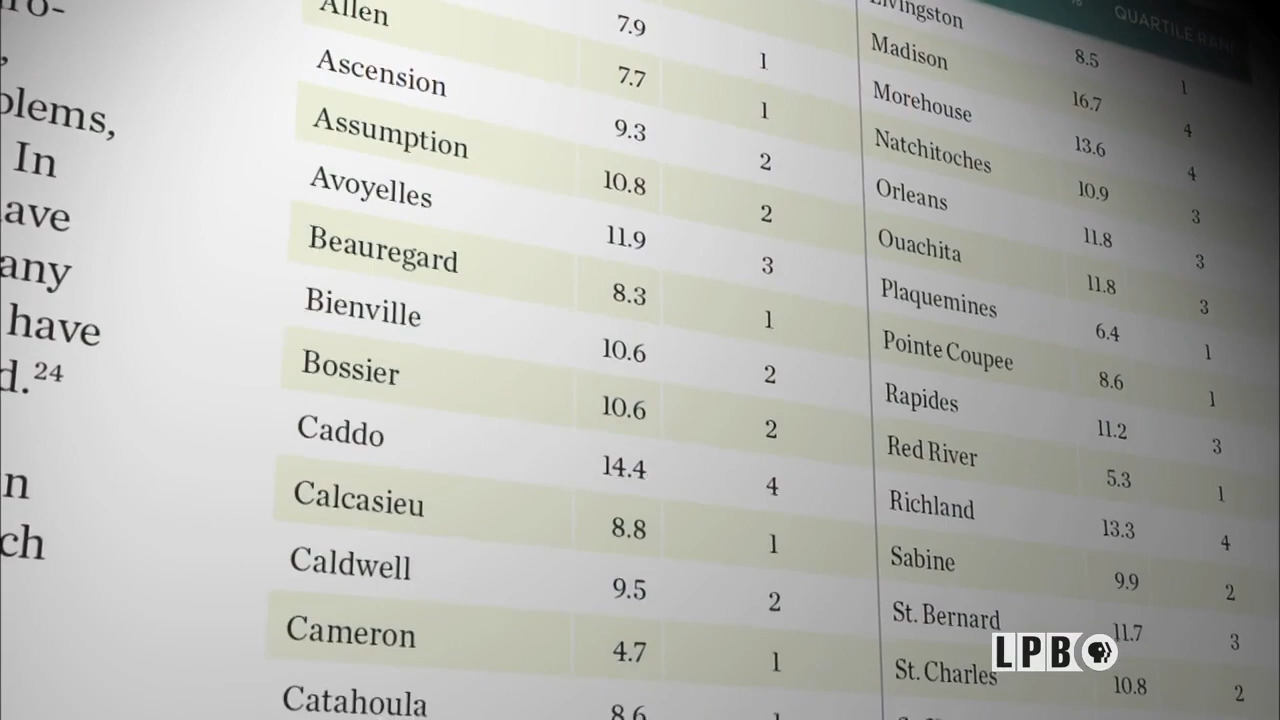 olems,
In
ave
any
have
d.²⁴
n
ch
7.9 1
Allen 7.7 1
Ascension 9.3 2
Assumption 10.8 2
Avoyelles 11.9 3
Beauregard 8.3 1
Bienville 10.6 2
Bossier 10.6 2
Caddo 14.4 4
Calcasieu 8.8 1
Caldwell 9.5 2
Cameron 4.7 1
Catahoula 8.6 1
% QUARTILE RANK
Livingston 8.5 1
Madison 16.7 4
Morehouse 13.6 4
Natchitoches 10.9 3
Orleans 11.8 3
Ouachita 11.8 3
Plaquemines 6.4 1
Pointe Coupee 8.6 1
Rapides 11.2 3
Red River 5.3 1
Richland 13.3 4
Sabine 9.9 2
St. Bernard 11.7 3
St. Charles 10.8 2
LPB